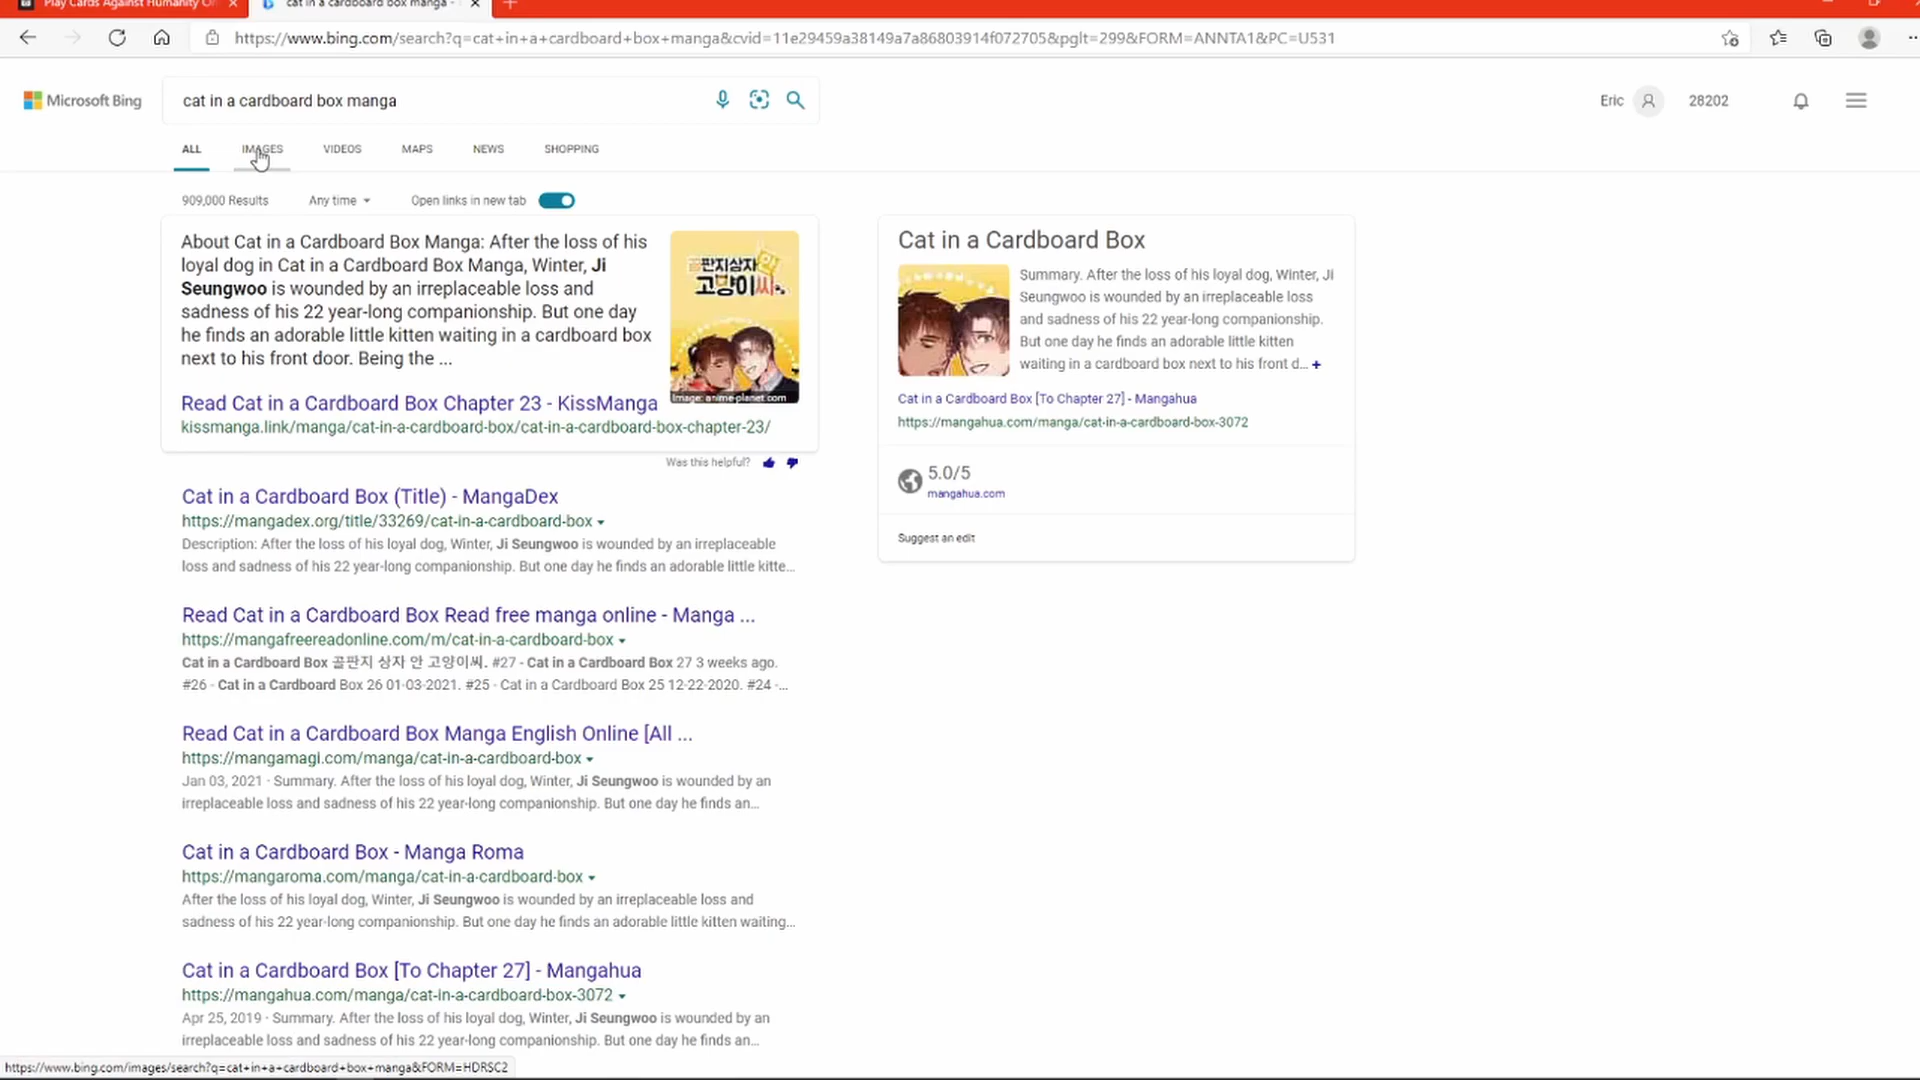 Play Cards Against Humanity On
cat in a cardboard box manga -
https://www.bing.com/search?q=cat+in+a+cardboard+box+manga&cvid=11e29459a38149a7a86803914f072705&pglt=299&FORM=ANNTA1&PC=U531
Microsoft Bing
cat in a cardboard box manga
Eric
28202
ALL
IMAGES
VIDEOS
MAPS
NEWS
SHOPPING
909,000 Results
Any time
Open links in new tab
About Cat in a Cardboard Box Manga: After the loss of his
loyal dog in Cat in a Cardboard Box Manga, Winter, Ji
Seungwoo is wounded by an irreplaceable loss and
sadness of his 22 year-long companionship. But one day
he finds an adorable little kitten waiting in a cardboard box
next to his front door. Being the ...
골판지상자 안
고양이씨
Image: anime-planet.com
Read Cat in a Cardboard Box Chapter 23 - KissManga
kissmanga.link/manga/cat-in-a-cardboard-box/cat-in-a-cardboard-box-chapter-23/
Was this helpful?
Cat in a Cardboard Box (Title) - MangaDex
https://mangadex.org/title/33269/cat-in-a-cardboard-box
Description: After the loss of his loyal dog, Winter, Ji Seungwoo is wounded by an irreplaceable
loss and sadness of his 22 year-long companionship. But one day he finds an adorable little kitte...
Read Cat in a Cardboard Box Read free manga online - Manga ...
https://mangafreereadonline.com/m/cat-in-a-cardboard-box
Cat in a Cardboard Box 골판지 상자 안 고양이씨. #27 - Cat in a Cardboard Box 27 3 weeks ago.
#26 - Cat in a Cardboard Box 26 01-03-2021. #25 - Cat in a Cardboard Box 25 12-22-2020. #24 -...
Read Cat in a Cardboard Box Manga English Online [All ...
https://mangamagi.com/manga/cat-in-a-cardboard-box
Jan 03, 2021 · Summary. After the loss of his loyal dog, Winter, Ji Seungwoo is wounded by an
irreplaceable loss and sadness of his 22 year-long companionship. But one day he finds an...
Cat in a Cardboard Box - Manga Roma
https://mangaroma.com/manga/cat-in-a-cardboard-box
After the loss of his loyal dog, Winter, Ji Seungwoo is wounded by an irreplaceable loss and
sadness of his 22 year-long companionship. But one day he finds an adorable little kitten waiting...
Cat in a Cardboard Box [To Chapter 27] - Mangahua
https://mangahua.com/manga/cat-in-a-cardboard-box-3072
Apr 25, 2019 · Summary. After the loss of his loyal dog, Winter, Ji Seungwoo is wounded by an
irreplaceable loss and sadness of his 22 year-long companionship. But one day he finds an...
Cat in a Cardboard Box
Summary. After the loss of his loyal dog, Winter, Ji
Seungwoo is wounded by an irreplaceable loss
and sadness of his 22 year-long companionship.
But one day he finds an adorable little kitten
waiting in a cardboard box next to his front d... +
Cat in a Cardboard Box [To Chapter 27] - Mangahua
https://mangahua.com/manga/cat-in-a-cardboard-box-3072
5.0/5
mangahua.com
Suggest an edit
https://www.bing.com/images/search?q=cat+in+a+cardboard+box+manga&FORM=HDRSC2